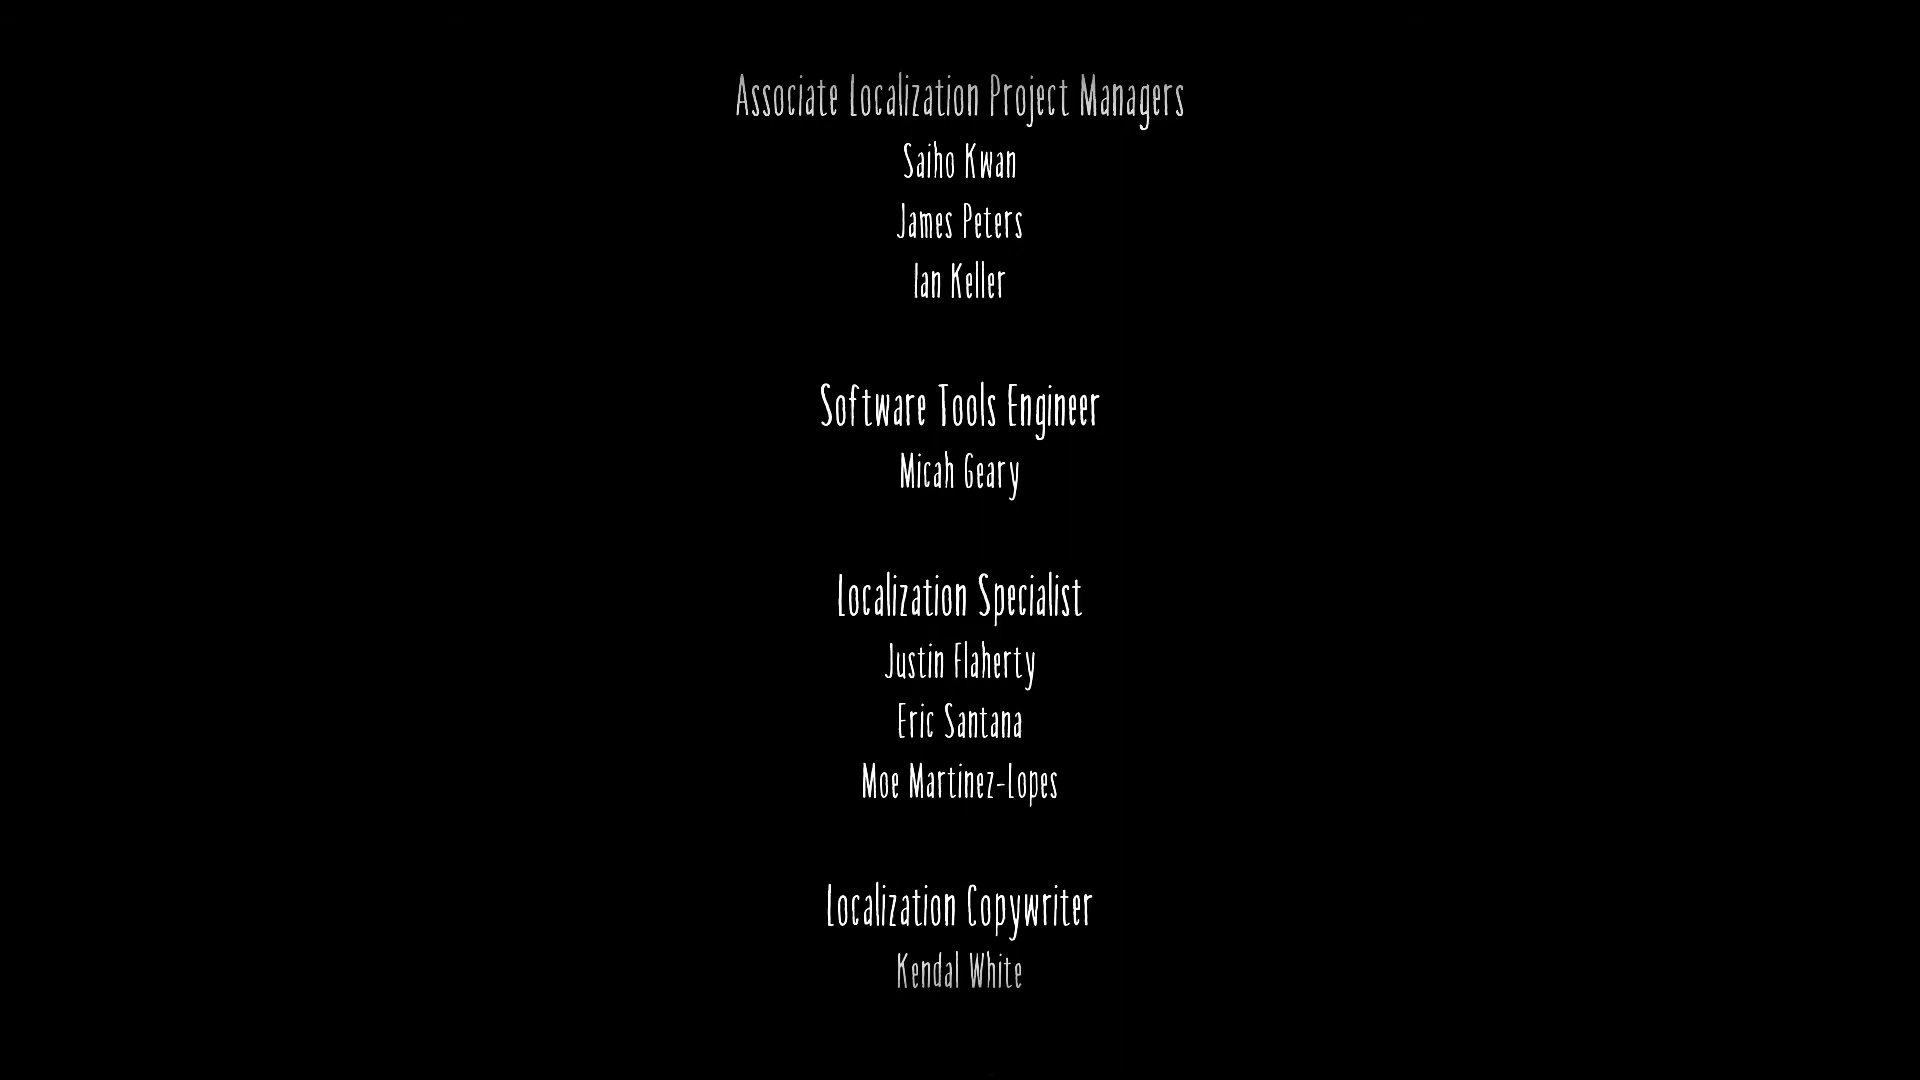 Associate Localization Project Managers
Saiho Kwan
James Peters
Ian Keller
Software Tools Engineer
Micah Geary
Localization Specialist
Justin Flaherty
Eric Santana
Moe Martinez-Lopes
Localization Copywriter
Kendal White